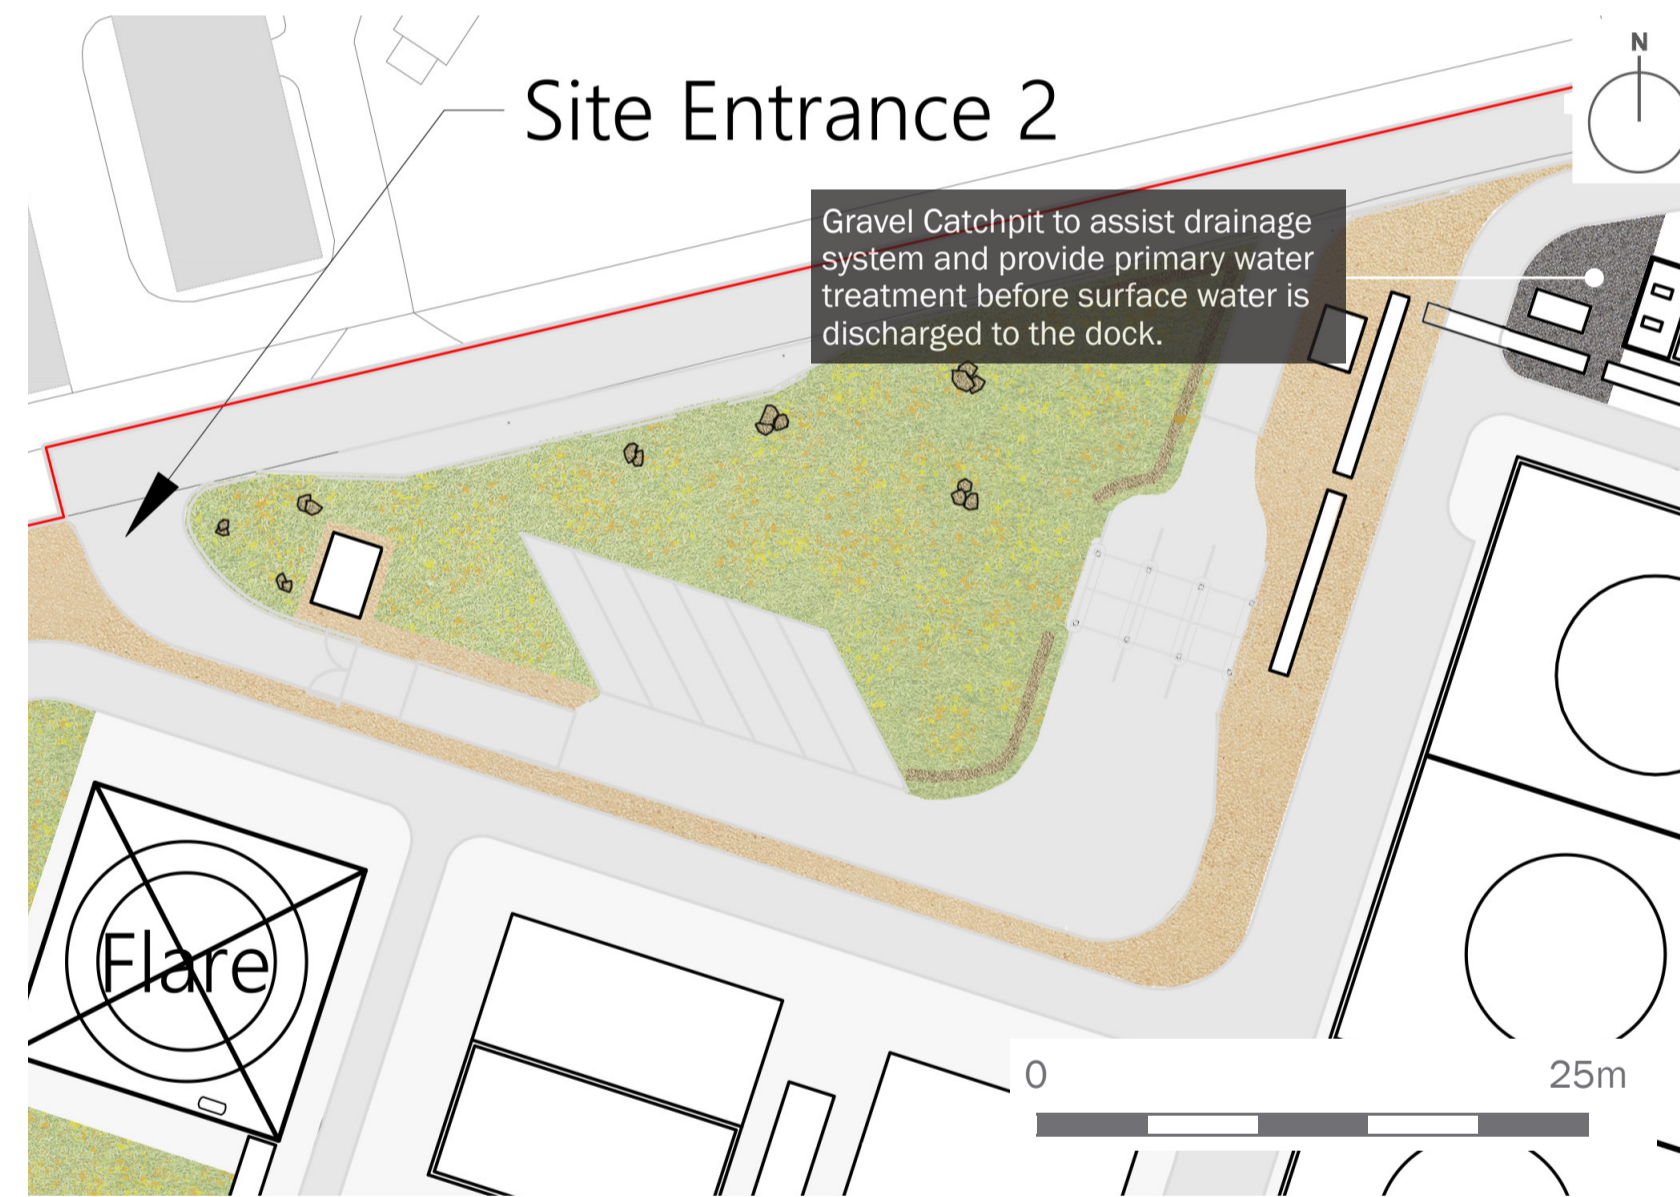 N
Site Entrance 2
Gravel Catchpit to assist drainage
system and provide primary water
treatment before surface water is
discharged to the dock.
Flare
0 25m